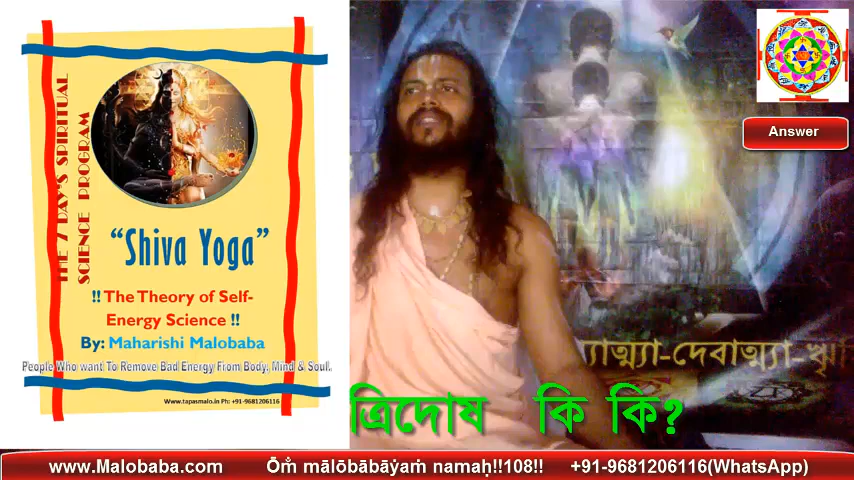 THE 7 DAY'S SPIRITUAL
SCIENCE PROGRAM
"Shiva Yoga"
!! The Theory of Self-
Energy Science !!
By: Maharishi Malobaba
People Who want To Remove Bad Energy From Body, Mind & Soul.
Www.tapasmalo.in Ph: +91-9681206116
Answer
ত্রিদোষ কি কি?
www.Malobaba.com Ōṁ mālōbābāẏaṁ namaḥ!!108!! +91-9681206116(WhatsApp)